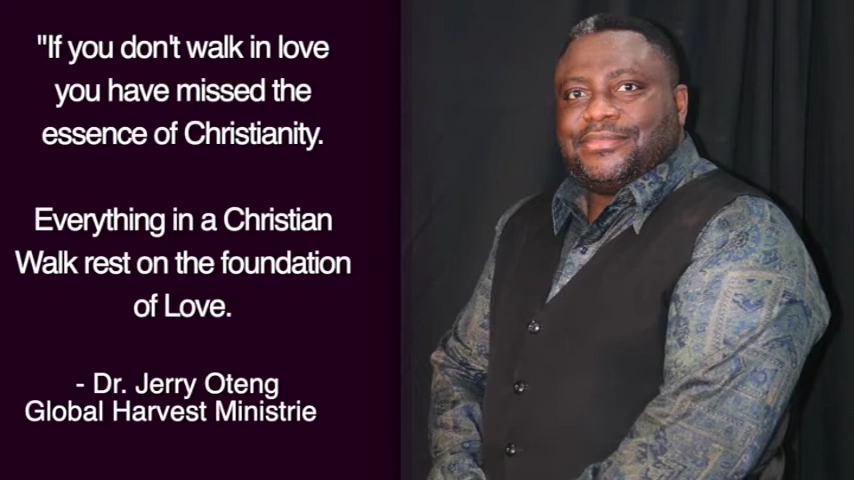 "If you don't walk in love
you have missed the
essence of Christianity.
Everything in a Christian
Walk rest on the foundation
of Love.
- Dr. Jerry Oteng
Global Harvest Ministrie